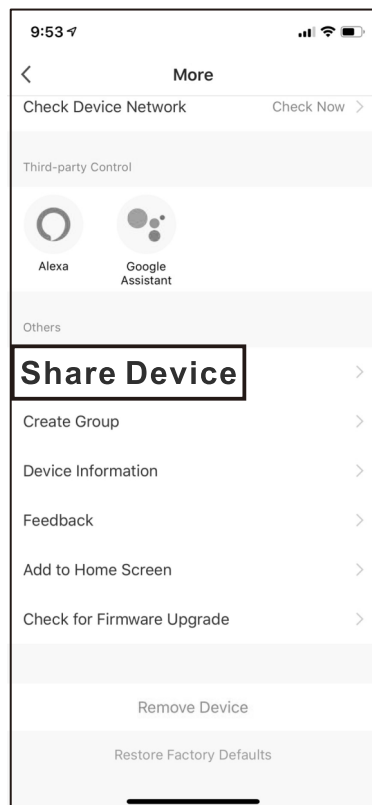 9:53
More
Check Device Network Check Now
Third-party Control
Alexa Google
Assistant
Others
Share Device
Create Group
Device Information
Feedback
Add to Home Screen
Check for Firmware Upgrade
Remove Device
Restore Factory Defaults